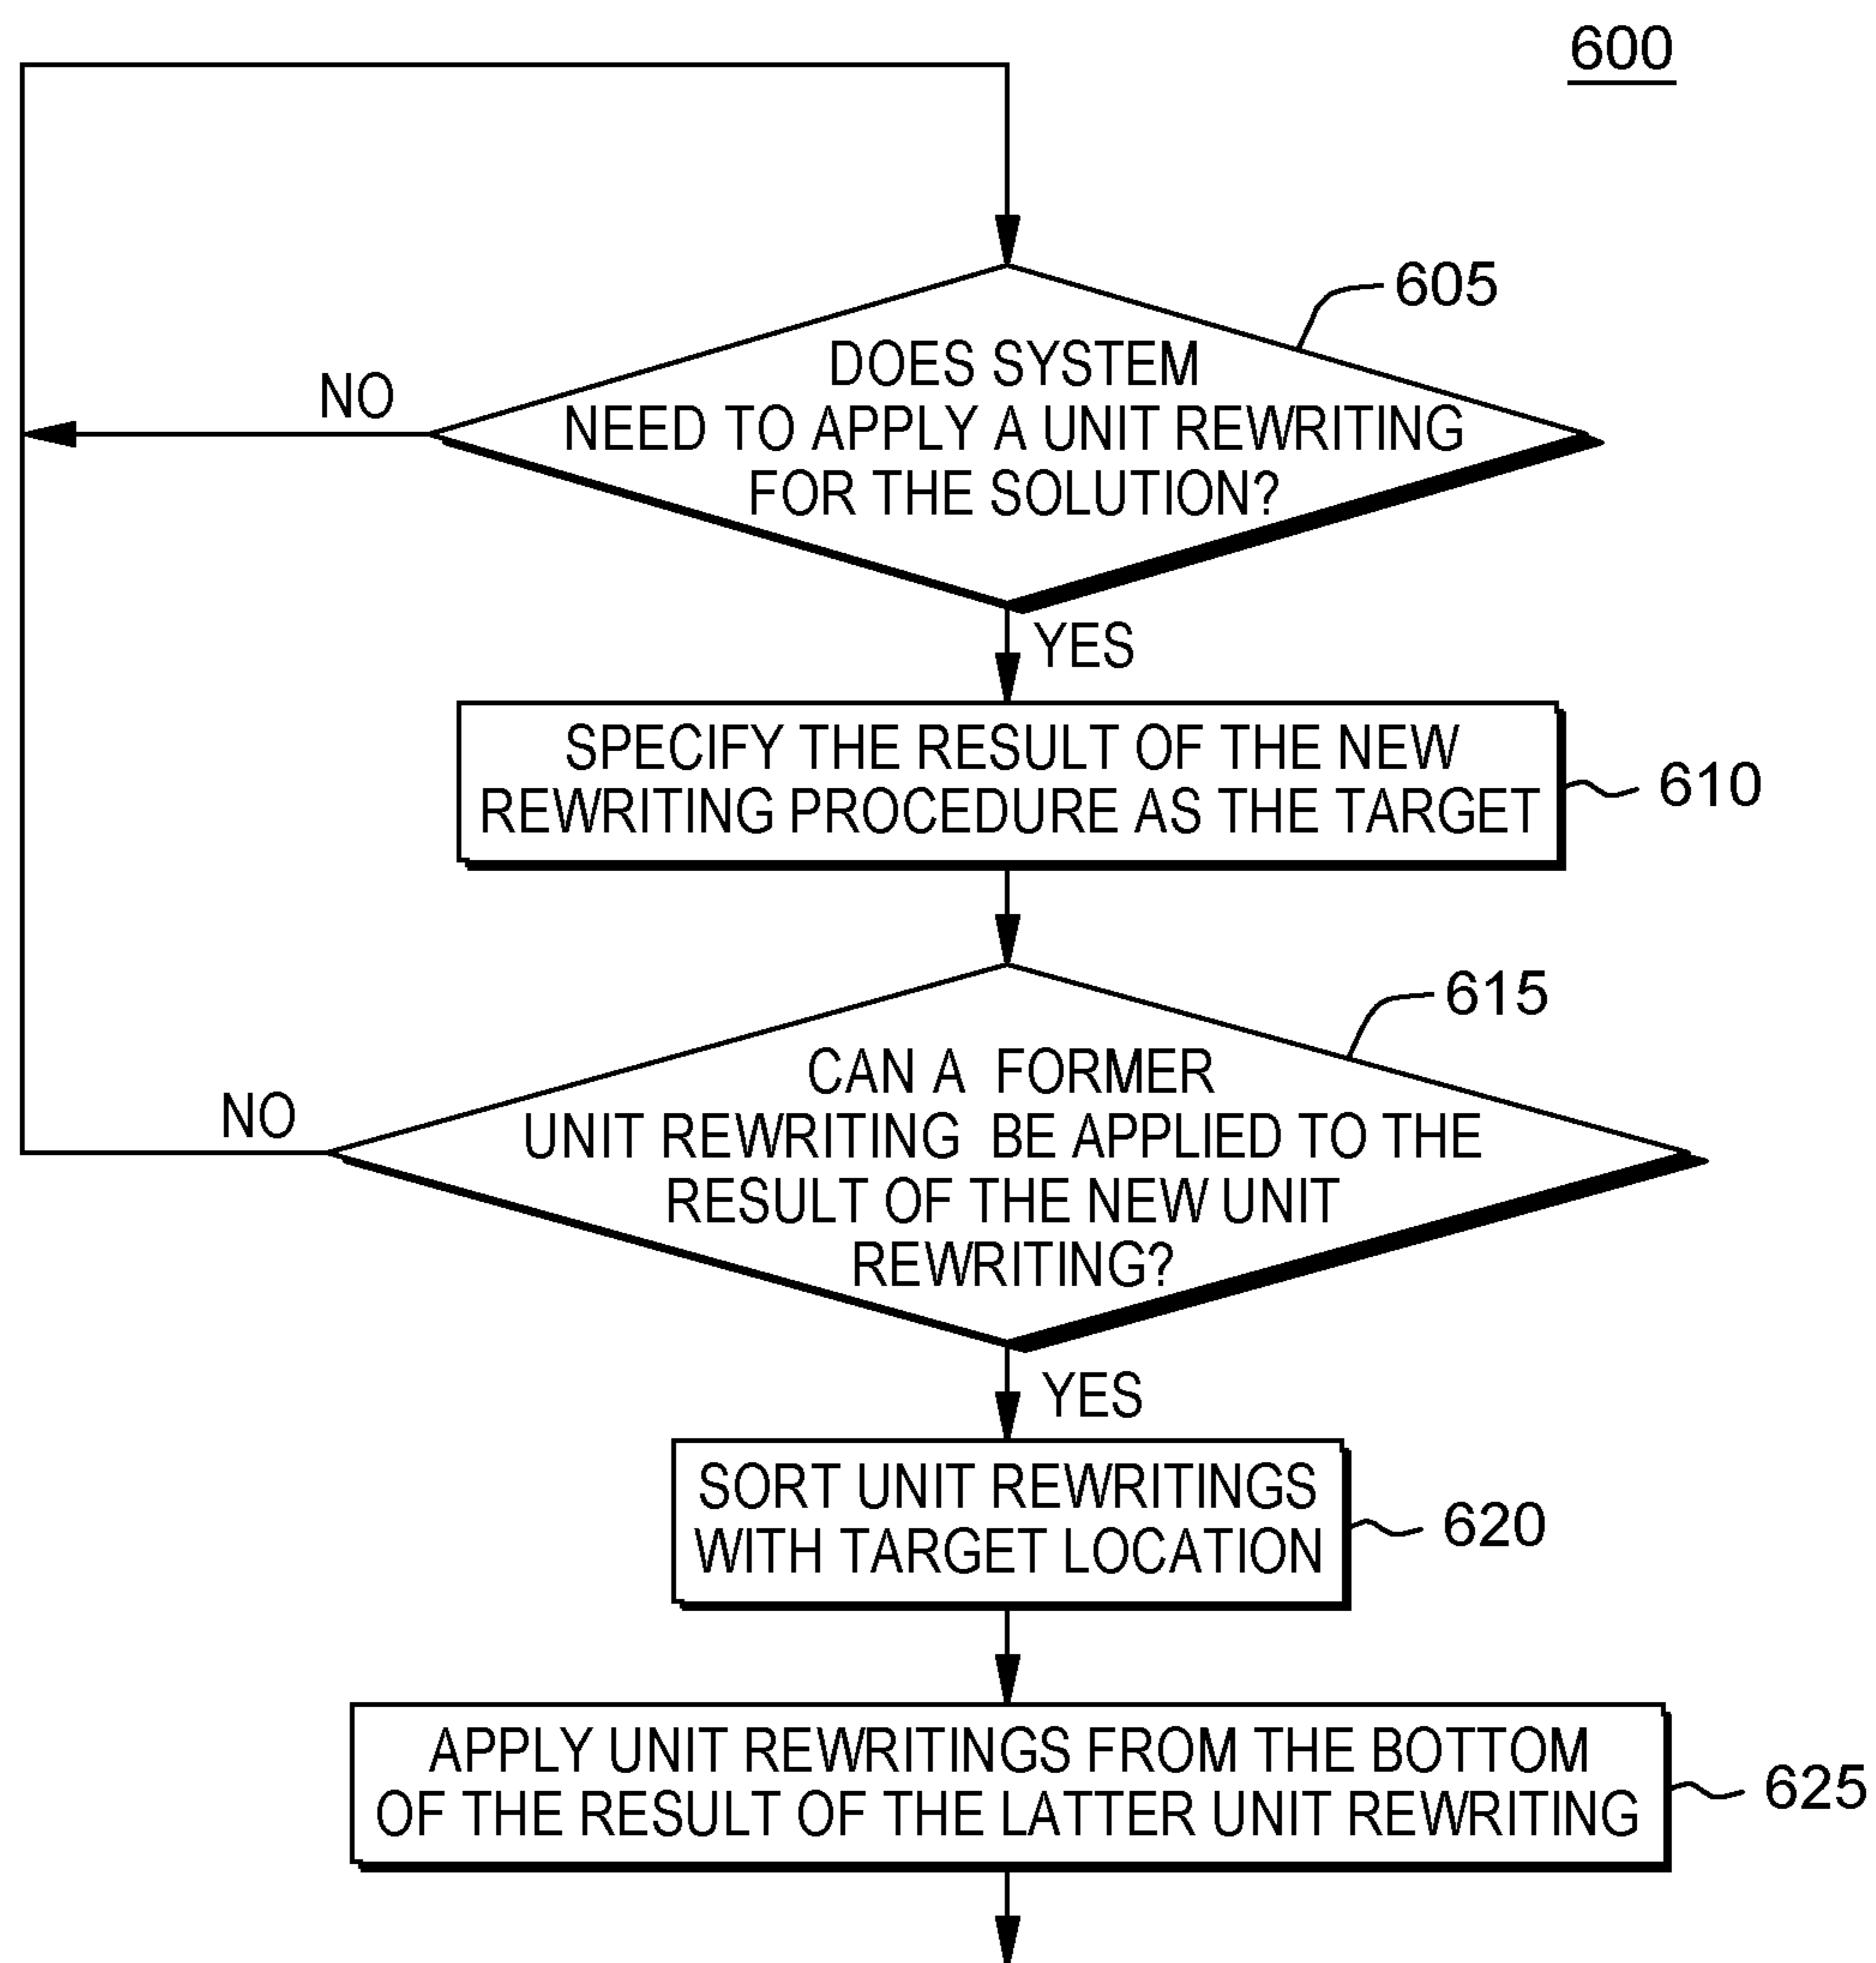 600
605
DOES SYSTEM
NEED TO APPLY A UNIT REWRITING
FOR THE SOLUTION?
NO
YES
SPECIFY THE RESULT OF THE NEW
REWRITING PROCEDURE AS THE TARGET
610
615
CAN A FORMER
UNIT REWRITING BE APPLIED TO THE
RESULT OF THE NEW UNIT
REWRITING?
NO
YES
SORT UNIT REWRITINGS
WITH TARGET LOCATION
620
APPLY UNIT REWRITINGS FROM THE BOTTOM
OF THE RESULT OF THE LATTER UNIT REWRITING
625